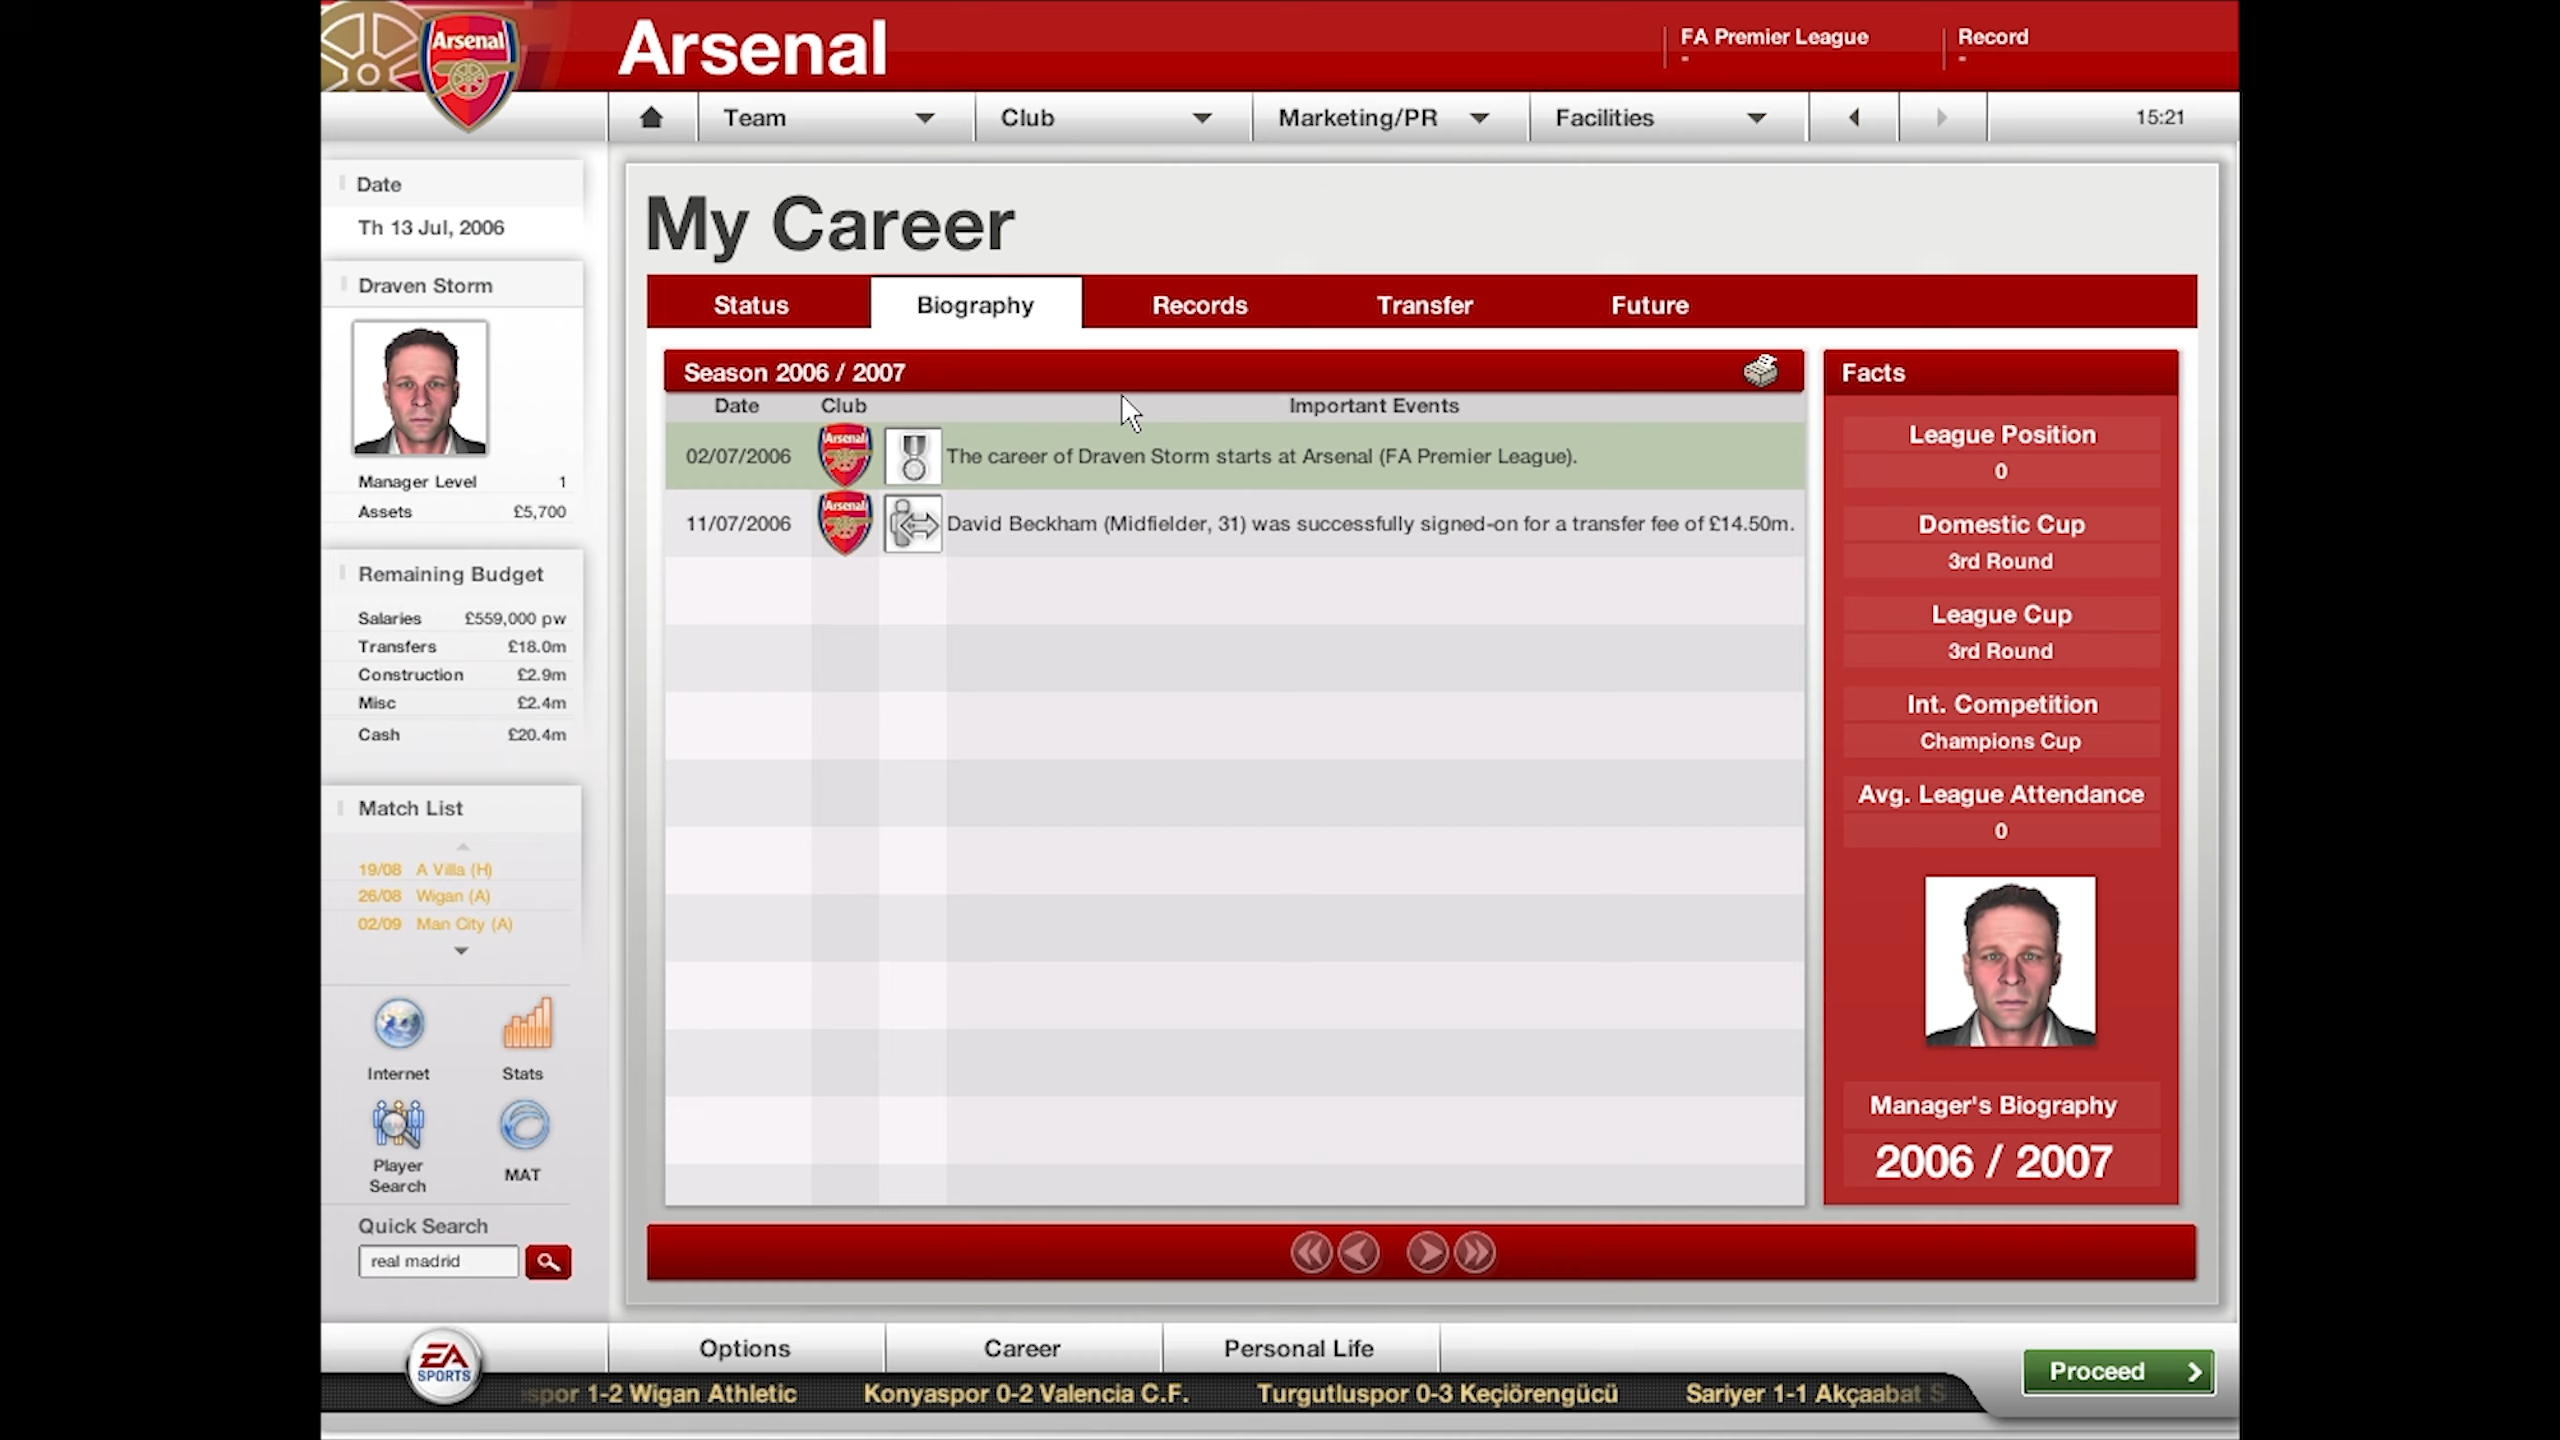 Arsenal
Arsenal
FA Premier League
-
Record
-
Team
Club
Marketing/PR
Facilities
15:21
Date
Th 13 Jul, 2006
Draven Storm
Manager Level 1
Assets £5,700
Remaining Budget
Salaries £559,000 pw
Transfers £18.0m
Construction £2.9m
Misc £2.4m
Cash £20.4m
Match List
19/08 A Villa (H)
26/08 Wigan (A)
02/09 Man City (A)
Internet
Stats
Player
Search
MAT
Quick Search
real madrid
My Career
Status
Biography
Records
Transfer
Future
Season 2006 / 2007
Date Club Important Events
02/07/2006 Arsenal The career of Draven Storm starts at Arsenal (FA Premier League).
11/07/2006 Arsenal David Beckham (Midfielder, 31) was successfully signed-on for a transfer fee of £14.50m.
Facts
League Position
0
Domestic Cup
3rd Round
League Cup
3rd Round
Int. Competition
Champions Cup
Avg. League Attendance
0
Manager's Biography
2006 / 2007
EA
SPORTS
Options
Career
Personal Life
Proceed
spor 1-2 Wigan Athletic Konyaspor 0-2 Valencia C.F. Turgutluspor 0-3 Keçiörengücü Sariyer 1-1 Akçaabat S